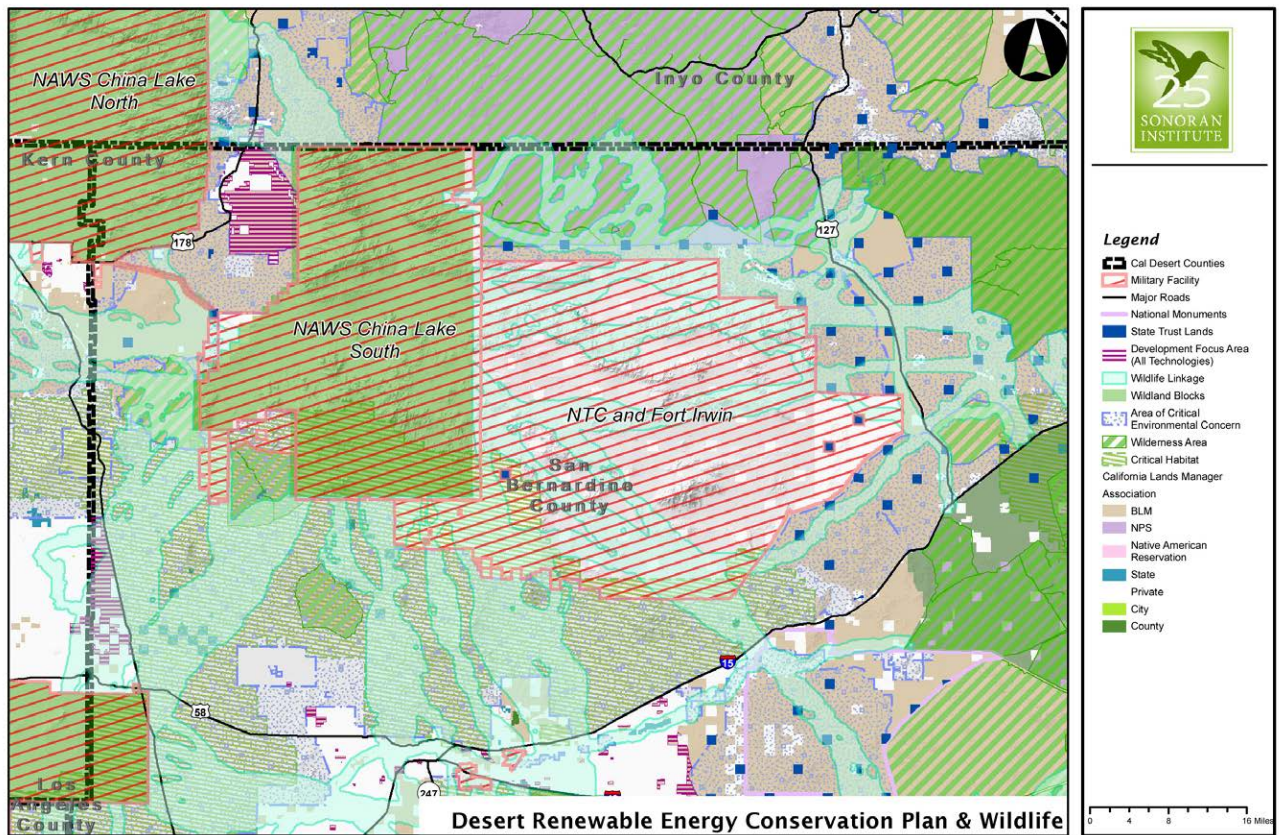 NAWS China Lake
North
Inyo County
Kern County
178
127
NAWS China Lake
South
NTC and Fort Irwin
San
Bernardino
County
15
58
247
Los
Angeles
County
Desert Renewable Energy Conservation Plan & Wildlife
25
SONORAN
INSTITUTE
Legend
Cal Desert Counties
Military Facility
Major Roads
National Monuments
State Trust Lands
Development Focus Area
(All Technologies)
Wildlife Linkage
Wildland Blocks
Area of Critical
Environmental Concern
Wilderness Area
Critical Habitat
California Lands Manager
Association
BLM
NPS
Native American
Reservation
State
Private
City
County
0 4 8 16 Miles